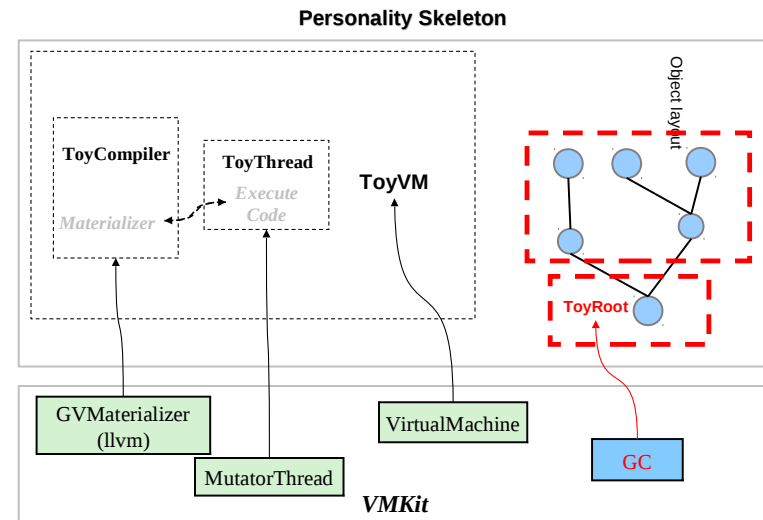 Personality Skeleton
Object layout
ToyCompiler
ToyThread
Execute
Code
Materializer
ToyVM
ToyRoot
GVMaterializer
(llvm)
VirtualMachine
MutatorThread
GC
VMKit